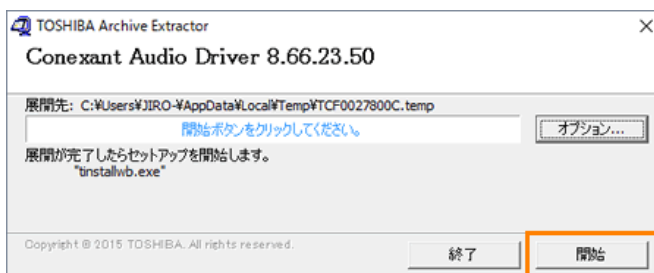 TOSHIBA Archive Extractor
Conexant Audio Driver 8.66.23.50
展開先: C:¥Users¥JIRO-¥AppData¥Local¥Temp¥TCF0027800C.temp
開始ボタンをクリックしてください。
オプション...
展開が完了したらセットアップを開始します。
"tinstallwb.exe"
Copyright © 2015 TOSHIBA. All rights reserved.
終了
開始